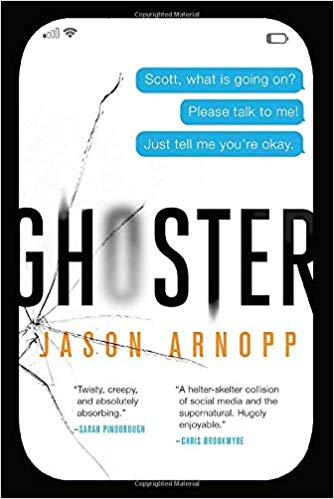 Copyrighted Material
Scott, what is going on?
Please talk to me!
Just tell me you're okay.
GHOSTER
JASON ARNOPP
"Twisty, creepy,
and absolutely
absorbing."
—SARAH PINBOROUGH
"A helter-skelter collision
of social media and the
supernatural. Hugely
enjoyable."
—CHRIS BROOKMYRE
Copyrighted Material